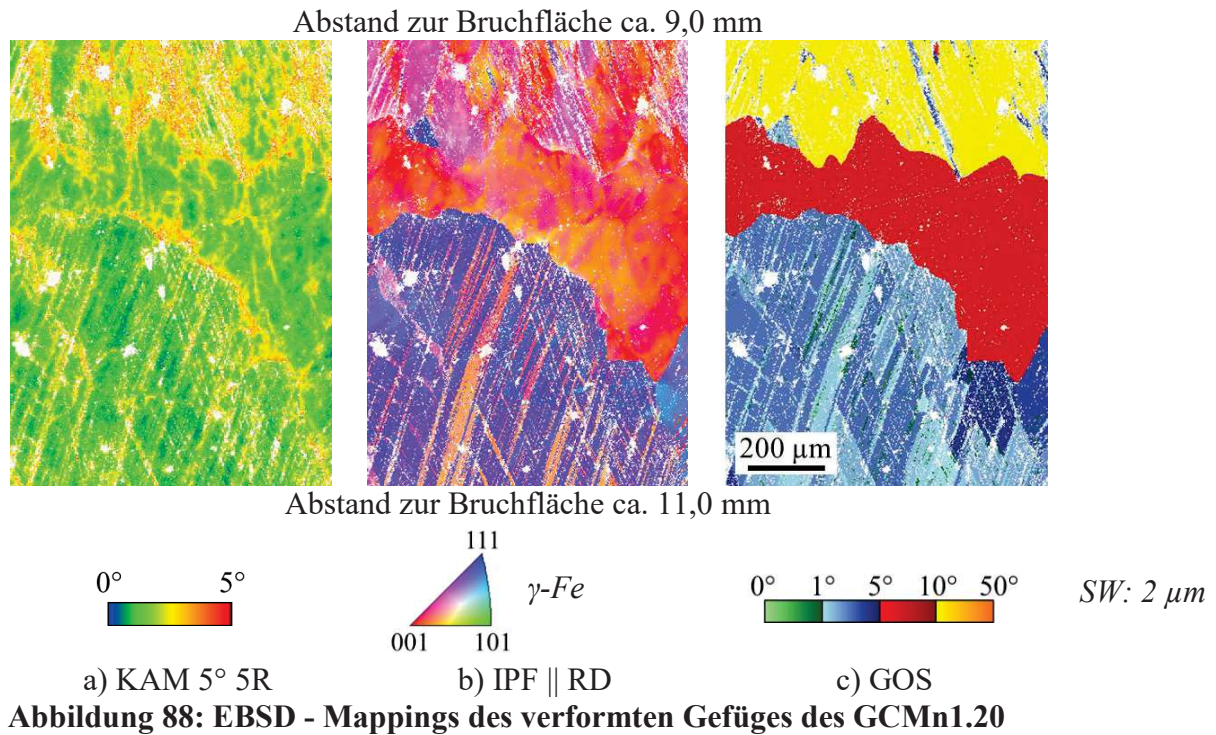 Abstand zur Bruchfläche ca. 9,0 mm
200 µm
Abstand zur Bruchfläche ca. 11,0 mm
0° 5°
111
001 101
γ-Fe
0° 1° 5° 10° 50°
SW: 2 µm
a) KAM 5° 5R b) IPF || RD c) GOS
Abbildung 88: EBSD - Mappings des verformten Gefüges des GCMn1.20